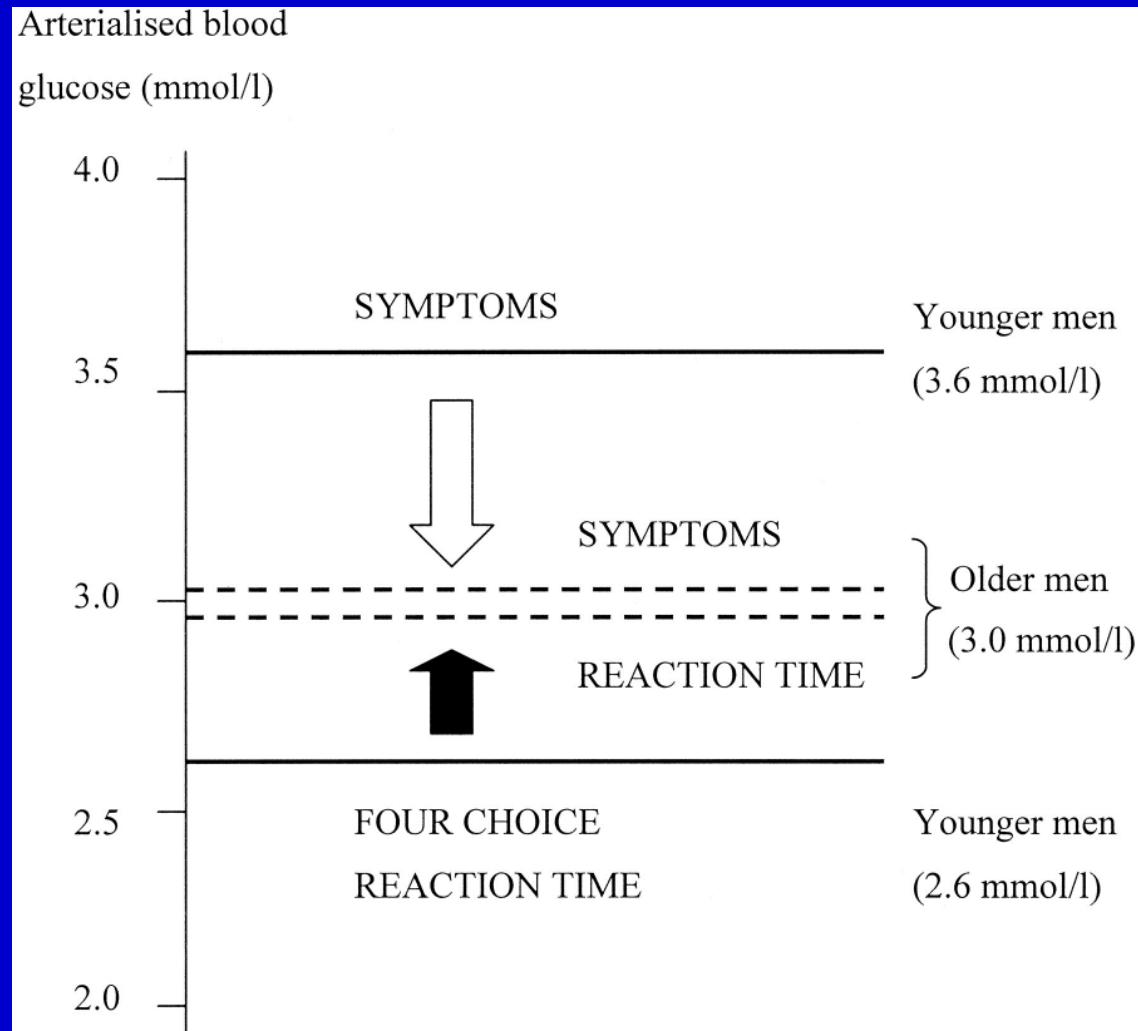 Arterialised blood
glucose (mmol/l)
4.0
SYMPTOMS
Younger men
3.5
(3.6 mmol/l)
SYMPTOMS
Older men
3.0
(3.0 mmol/l)
REACTION TIME
2.5
FOUR CHOICE
Younger men
REACTION TIME
(2.6 mmol/l)
2.0